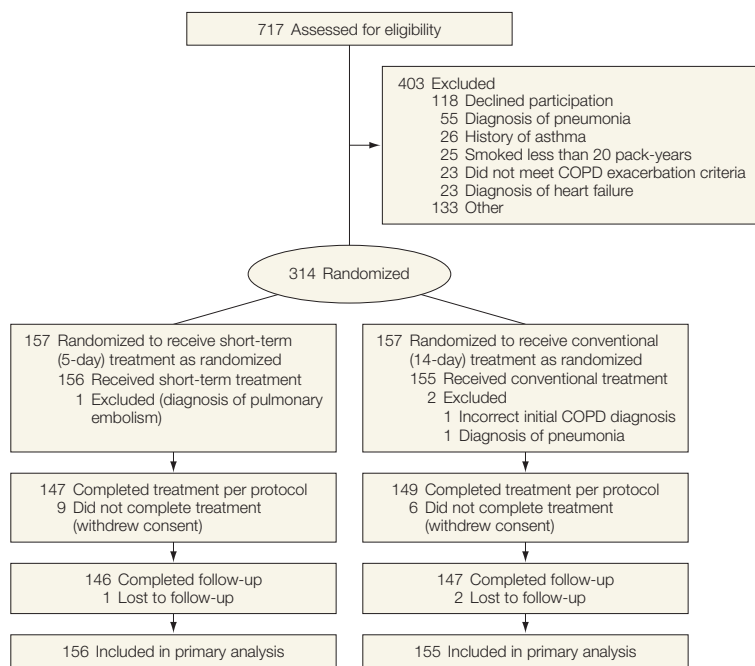 717 Assessed for eligibility
403 Excluded
118 Declined participation
55 Diagnosis of pneumonia
26 History of asthma
25 Smoked less than 20 pack-years
23 Did not meet COPD exacerbation criteria
23 Diagnosis of heart failure
133 Other
314 Randomized
157 Randomized to receive short-term
(5-day) treatment as randomized
156 Received short-term treatment
1 Excluded (diagnosis of pulmonary
embolism)
157 Randomized to receive conventional
(14-day) treatment as randomized
155 Received conventional treatment
2 Excluded
1 Incorrect initial COPD diagnosis
1 Diagnosis of pneumonia
147 Completed treatment per protocol
9 Did not complete treatment
(withdrew consent)
149 Completed treatment per protocol
6 Did not complete treatment
(withdrew consent)
146 Completed follow-up
1 Lost to follow-up
147 Completed follow-up
2 Lost to follow-up
156 Included in primary analysis
155 Included in primary analysis